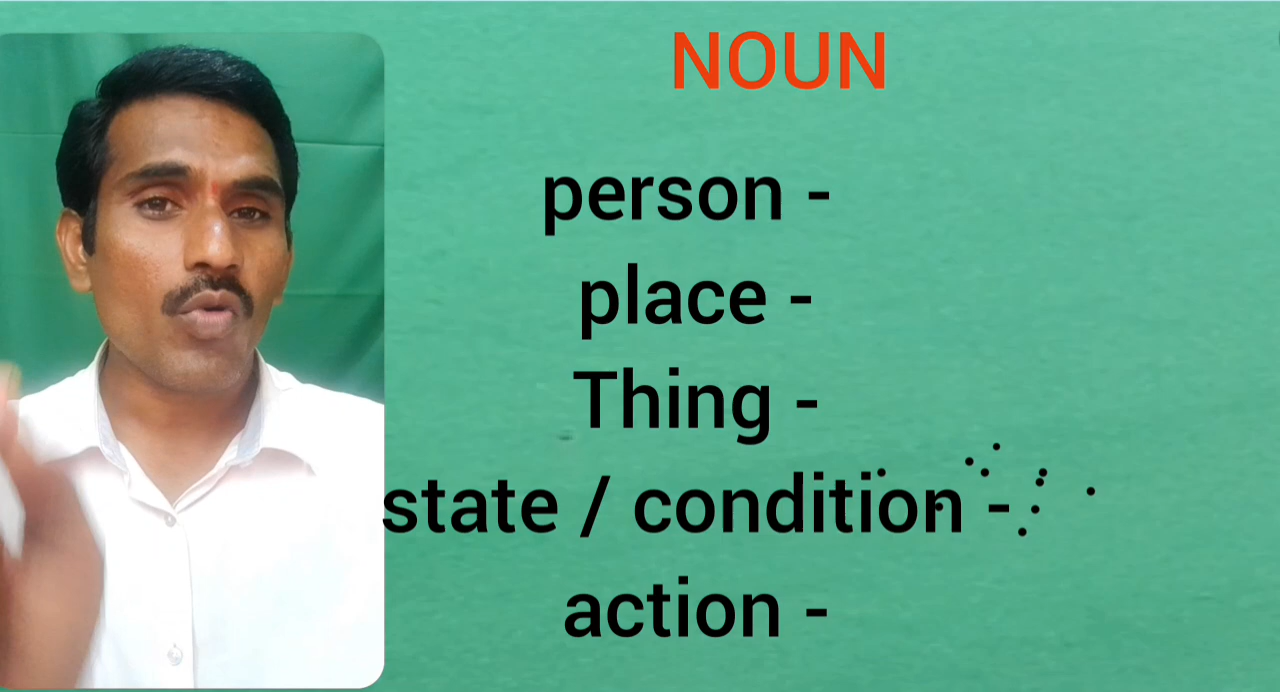 NOUN
person -
place -
Thing -
state / condition -
action -